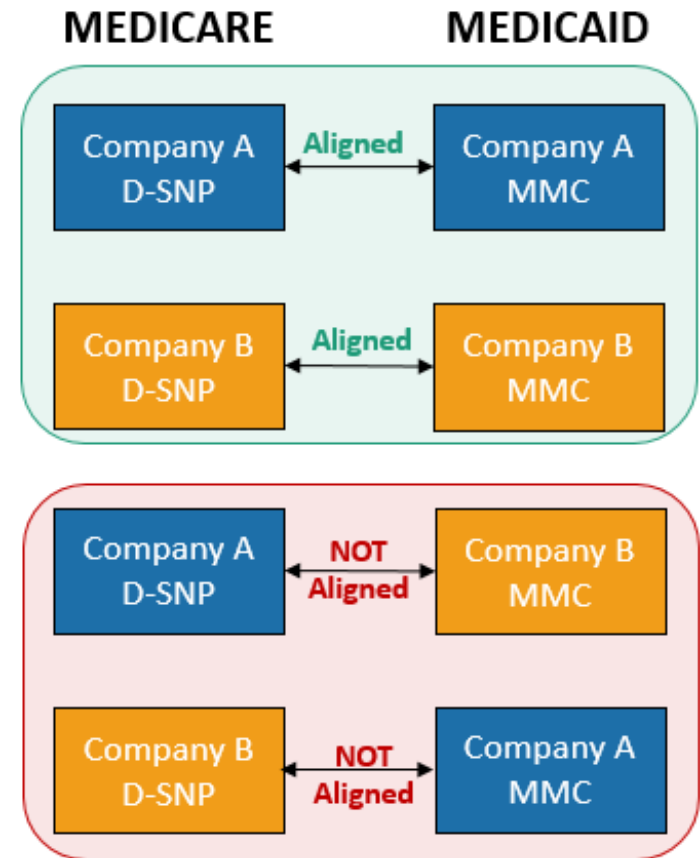 MEDICARE MEDICAID
Company A
D-SNP
Aligned
Company A
MMC
Company B
D-SNP
Aligned
Company B
MMC
Company A
D-SNP
NOT
Aligned
Company B
MMC
Company B
D-SNP
NOT
Aligned
Company A
MMC